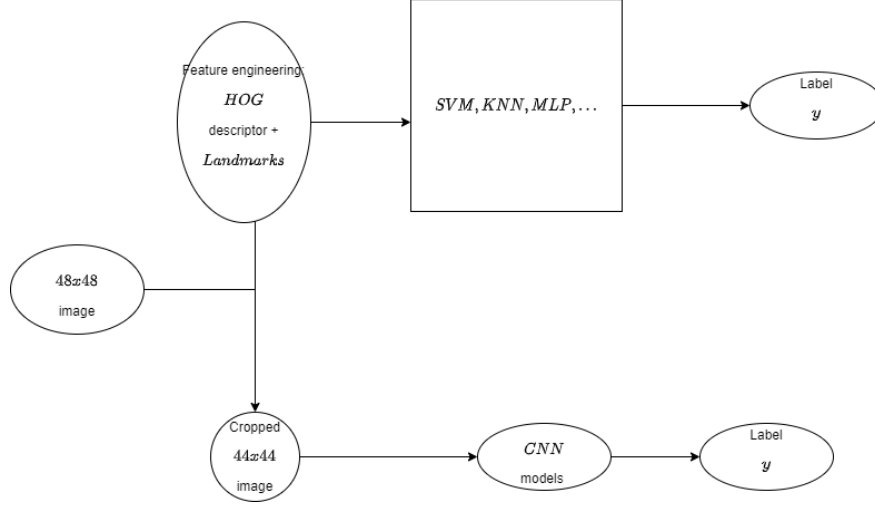 Feature engineering:
HOG
descriptor +
Landmarks
SVM, KNN, MLP, ...
Label
y
48x48
image
Cropped
44x44
image
CNN
models
Label
y